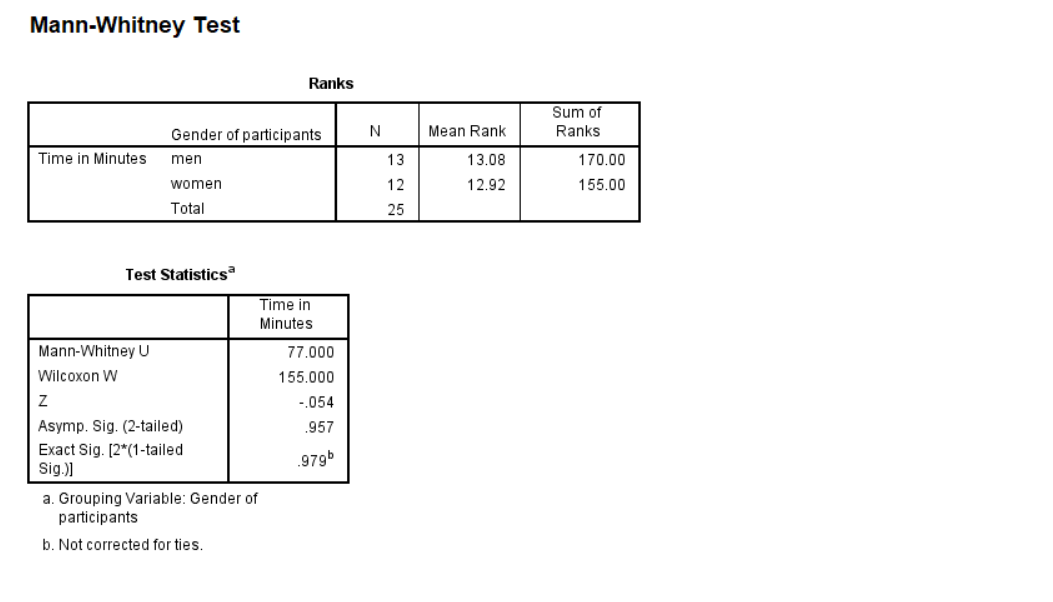 Mann-Whitney Test
Ranks
Gender of participants N Mean Rank Sum of Ranks
Time in Minutes men 13 13.08 170.00
women 12 12.92 155.00
Total 25
Test Statisticsa
Time in Minutes
Mann-Whitney U 77.000
Wilcoxon W 155.000
Z -.054
Asymp. Sig. (2-tailed) .957
Exact Sig. [2*(1-tailed Sig.)] .979b
a. Grouping Variable: Gender of
participants
b. Not corrected for ties.